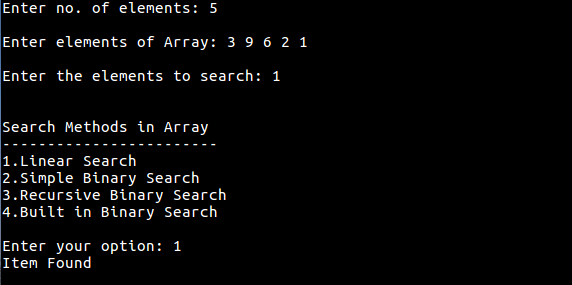 Enter no. of elements: 5
Enter elements of Array: 3 9 6 2 1
Enter the elements to search: 1
Search Methods in Array
------------------------
1.Linear Search
2.Simple Binary Search
3.Recursive Binary Search
4.Built in Binary Search
Enter your option: 1
Item Found